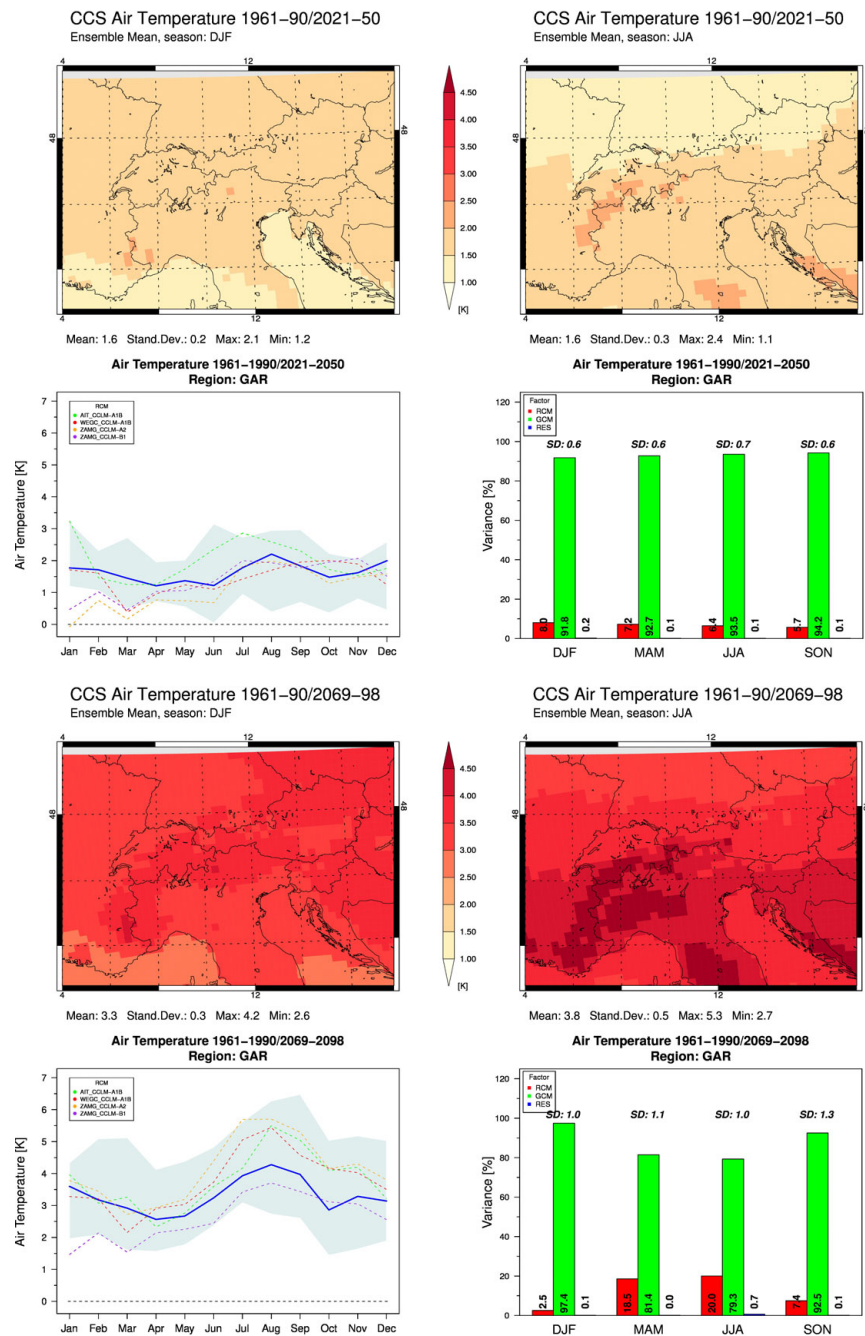 CCS Air Temperature 1961−90/2021−50
Ensemble Mean, season: DJF
4
12
48
48
4
12
4.50
4.00
3.50
3.00
2.50
2.00
1.50
1.00
[K]
Mean: 1.6 Stand.Dev.: 0.2 Max: 2.1 Min: 1.2
CCS Air Temperature 1961−90/2021−50
Ensemble Mean, season: JJA
4
12
48
48
4
12
Mean: 1.6 Stand.Dev.: 0.3 Max: 2.4 Min: 1.1
Air Temperature 1961−1990/2021−2050
Region: GAR
Air Temperature [K]
7
6
5
4
3
2
1
0
RCM
AIT_CCLM−A1B
WEGC_CCLM−A1B
ZAMG_CCLM−A2
ZAMG_CCLM−B1
Jan Feb Mar Apr May Jun Jul Aug Sep Oct Nov Dec
Air Temperature 1961−1990/2021−2050
Region: GAR
Variance [%]
120
100
80
60
40
20
0
Factor
RCM
GCM
RES
SD: 0.6 SD: 0.6 SD: 0.7 SD: 0.6
8.0 91.8 0.2 7.2 92.7 0.1 6.4 93.5 0.1 5.7 94.2 0.1
DJF MAM JJA SON
CCS Air Temperature 1961−90/2069−98
Ensemble Mean, season: DJF
4
12
48
48
4
12
4.50
4.00
3.50
3.00
2.50
2.00
1.50
1.00
[K]
Mean: 3.3 Stand.Dev.: 0.3 Max: 4.2 Min: 2.6
CCS Air Temperature 1961−90/2069−98
Ensemble Mean, season: JJA
4
12
48
48
4
12
Mean: 3.8 Stand.Dev.: 0.5 Max: 5.3 Min: 2.7
Air Temperature 1961−1990/2069−2098
Region: GAR
Air Temperature [K]
7
6
5
4
3
2
1
0
RCM
AIT_CCLM−A1B
WEGC_CCLM−A1B
ZAMG_CCLM−A2
ZAMG_CCLM−B1
Jan Feb Mar Apr May Jun Jul Aug Sep Oct Nov Dec
Air Temperature 1961−1990/2069−2098
Region: GAR
Variance [%]
120
100
80
60
40
20
0
Factor
RCM
GCM
RES
SD: 1.0 SD: 1.1 SD: 1.0 SD: 1.3
2.5 97.4 0.1 18.5 81.4 0.0 20.0 79.3 0.7 7.4 92.5 0.1
DJF MAM JJA SON